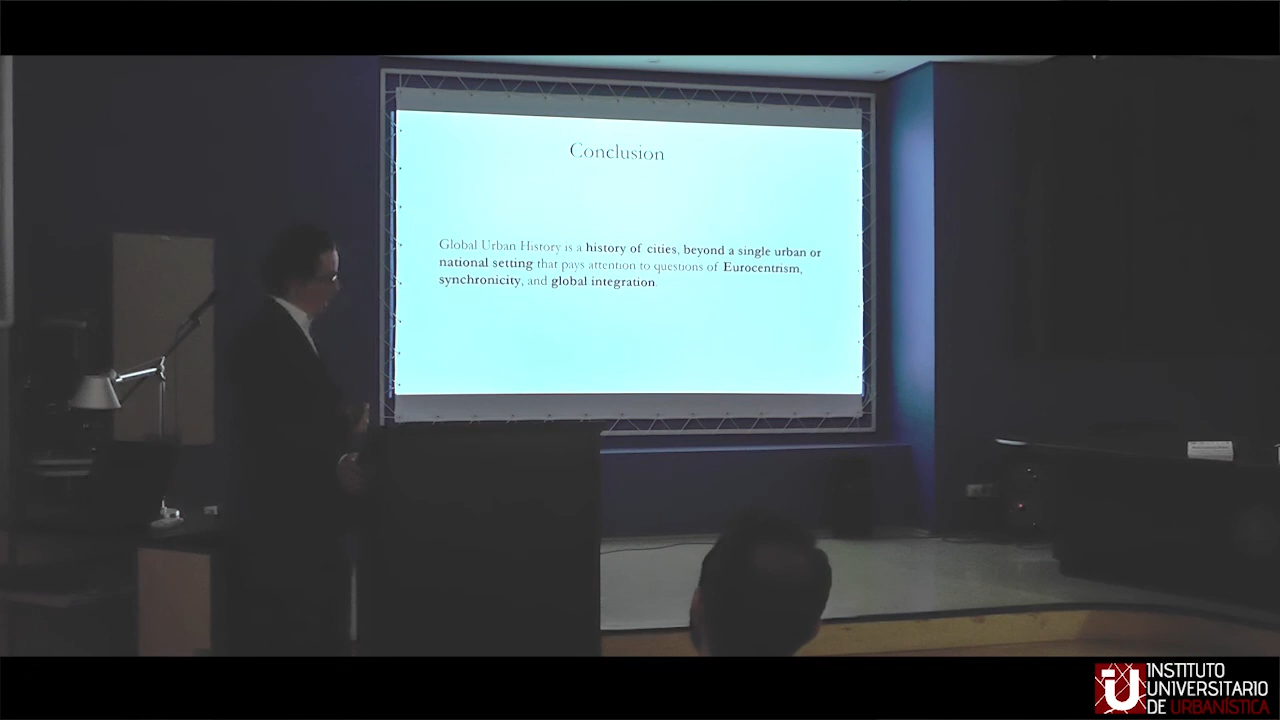 Conclusion
Global Urban History is a history of cities, beyond a single urban or
national setting that pays attention to questions of Eurocentrism,
synchronicity, and global integration
INSTITUTO
UNIVERSITARIO
DE URBANÍSTICA